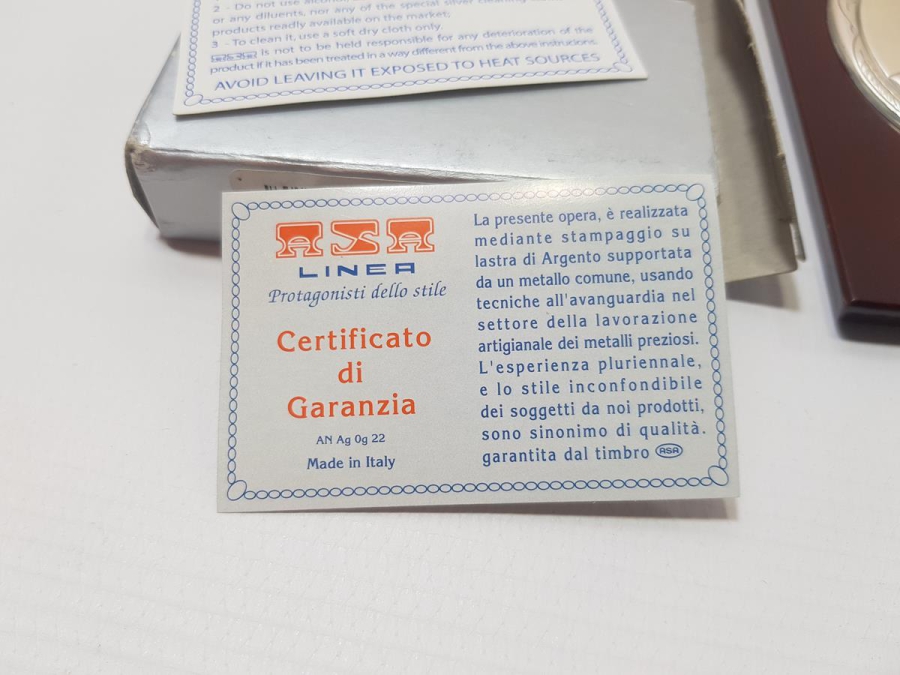 2 - Do not use alcohol
or any diluents, nor any of the special silver cleaning
products readly available on the market;
3 - To clean it, use a soft dry cloth only.
is not to be held responsible for any deterioration of the
product if it has been treated in a way different from the above instructions.
AVOID LEAVING IT EXPOSED TO HEAT SOURCES
ASA
LINEA
Protagonisti dello stile
Certificato
di
Garanzia
AN Ag 0g 22
Made in Italy
La presente opera, è realizzata
mediante stampaggio su
lastra di Argento supportata
da un metallo comune, usando
tecniche all'avanguardia nel
settore della lavorazione
artigianale dei metalli preziosi.
L'esperienza pluriennale,
e lo stile inconfondibile
dei soggetti da noi prodotti,
sono sinonimo di qualità.
garantita dal timbro ASA